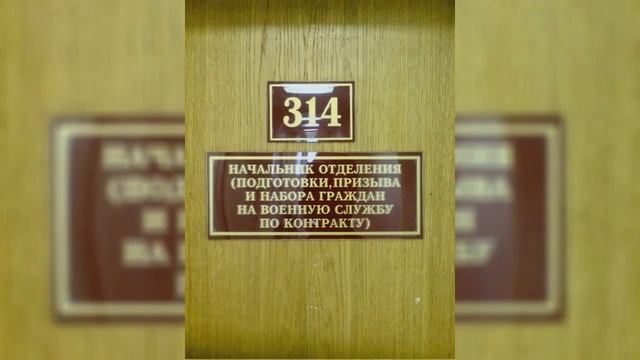 314
НАЧАЛЬНИК ОТДЕЛЕНИЯ
(ПОДГОТОВКИ,ПРИЗЫВА
И НАБОРА ГРАЖДАН
НА ВОЕННУЮ СЛУЖБУ
ПО КОНТРАКТУ)